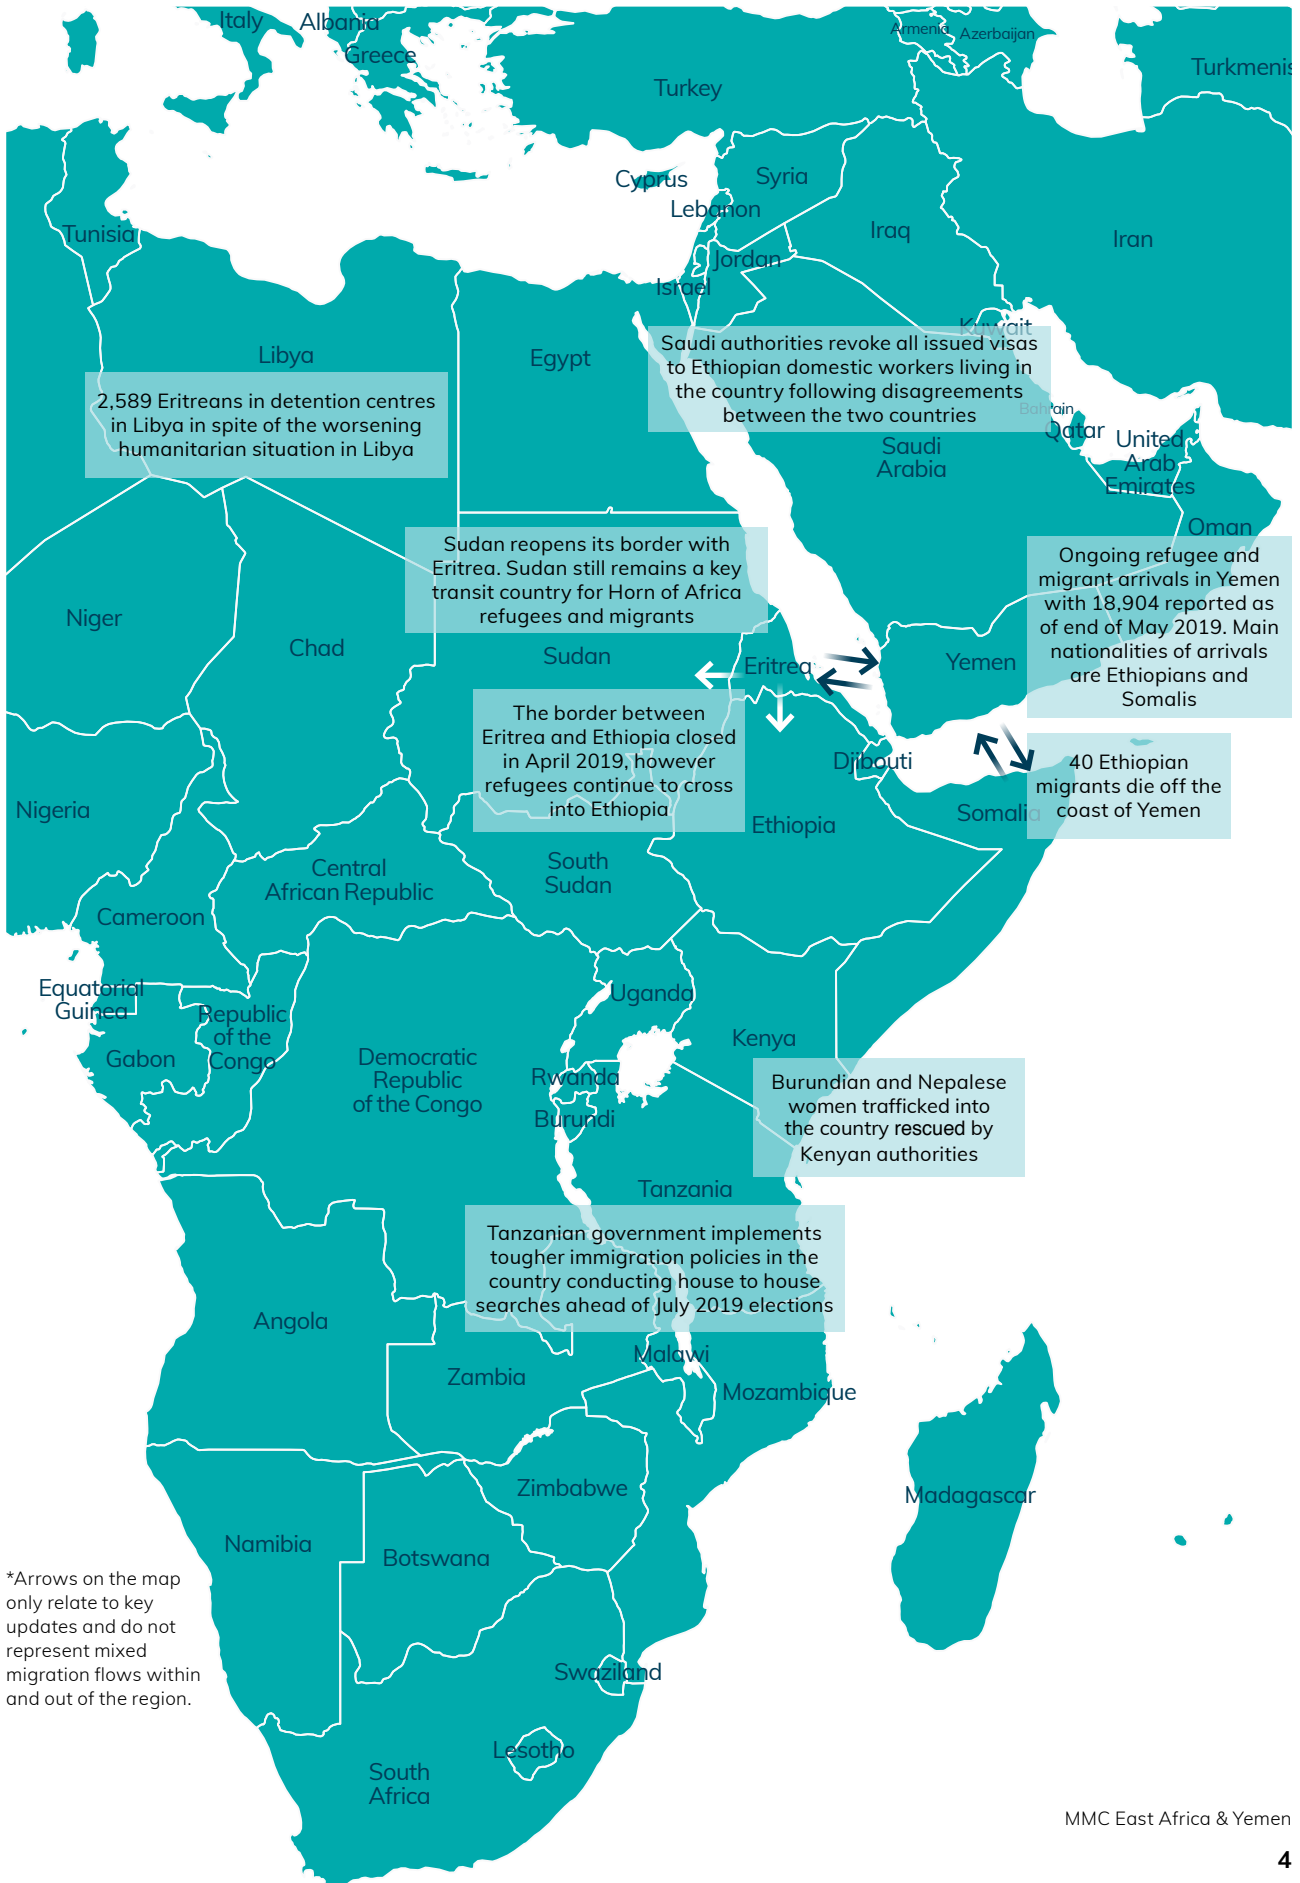 Italy
Albania
Greece
Armenia
Azerbaijan
Turkmenis
Turkey
Cyprus
Syria
Lebanon
Iraq
Iran
Tunisia
Jordan
Israel
Kuwait
Libya
Egypt
Saudi authorities revoke all issued visas
to Ethiopian domestic workers living in
the country following disagreements
between the two countries
2,589 Eritreans in detention centres
in Libya in spite of the worsening
humanitarian situation in Libya
Bahrain
Qatar
United
Arab
Emirates
Saudi
Arabia
Oman
Sudan reopens its border with
Eritrea. Sudan still remains a key
transit country for Horn of Africa
refugees and migrants
Ongoing refugee and
migrant arrivals in Yemen
with 18,904 reported as
of end of May 2019. Main
nationalities of arrivals
are Ethiopians and
Somalis
Niger
Chad
Sudan
Eritrea
Yemen
The border between
Eritrea and Ethiopia closed
in April 2019, however
refugees continue to cross
into Ethiopia
Djibouti
40 Ethiopian
migrants die off the
coast of Yemen
Nigeria
Ethiopia
Somalia
Central
African Republic
South
Sudan
Cameroon
Equatorial
Guinea
Republic
of the
Congo
Gabon
Uganda
Kenya
Democratic
Republic
of the Congo
Rwanda
Burundi
Burundian and Nepalese
women trafficked into
the country rescued by
Kenyan authorities
Tanzania
Tanzanian government implements
tougher immigration policies in the
country conducting house to house
searches ahead of July 2019 elections
Angola
Malawi
Zambia
Mozambique
Zimbabwe
Madagascar
Namibia
Botswana
*Arrows on the map
only relate to key
updates and do not
represent mixed
migration flows within
and out of the region.
Swaziland
Lesotho
South
Africa
MMC East Africa & Yemen
4